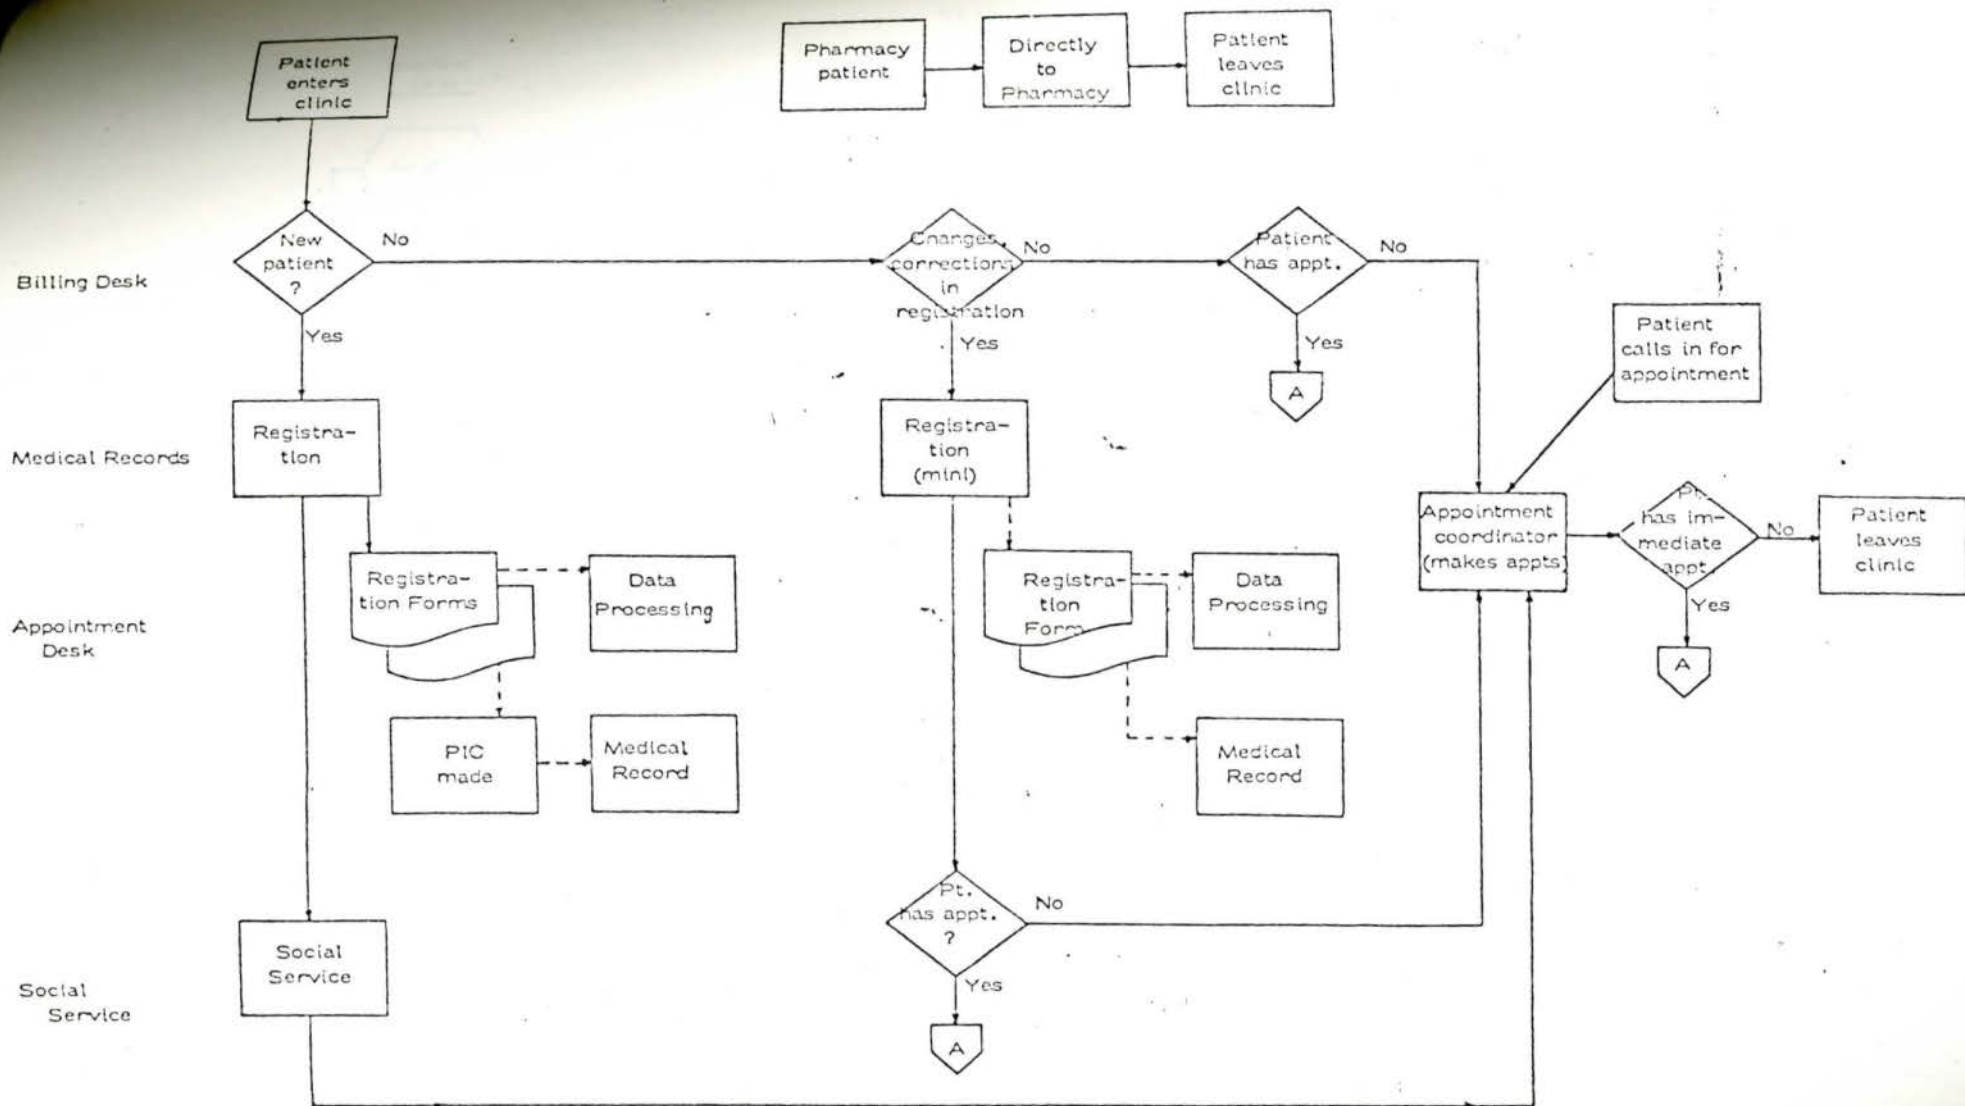 Patient
enters
clinic
Pharmacy
patient
Directly
to
Pharmacy
Patient
leaves
clinic
Billing Desk
New
patient
?
No
Yes
Changes,
corrections
in
registration
No
Yes
Patient
has appt.
No
Yes
A
Patient
calls in for
appointment
Medical Records
Registra-
tion
Registra-
tion
(mini)
Appointment
coordinator
(makes appts)
Pt.
has im-
mediate
appt.
No
Yes
A
Patient
leaves
clinic
Appointment
Desk
Registra-
tion Forms
Data
Processing
PIC
made
Medical
Record
Registra-
tion
Form
Data
Processing
Medical
Record
Pt.
has appt.
?
No
Yes
A
Social
Service
Social
Service